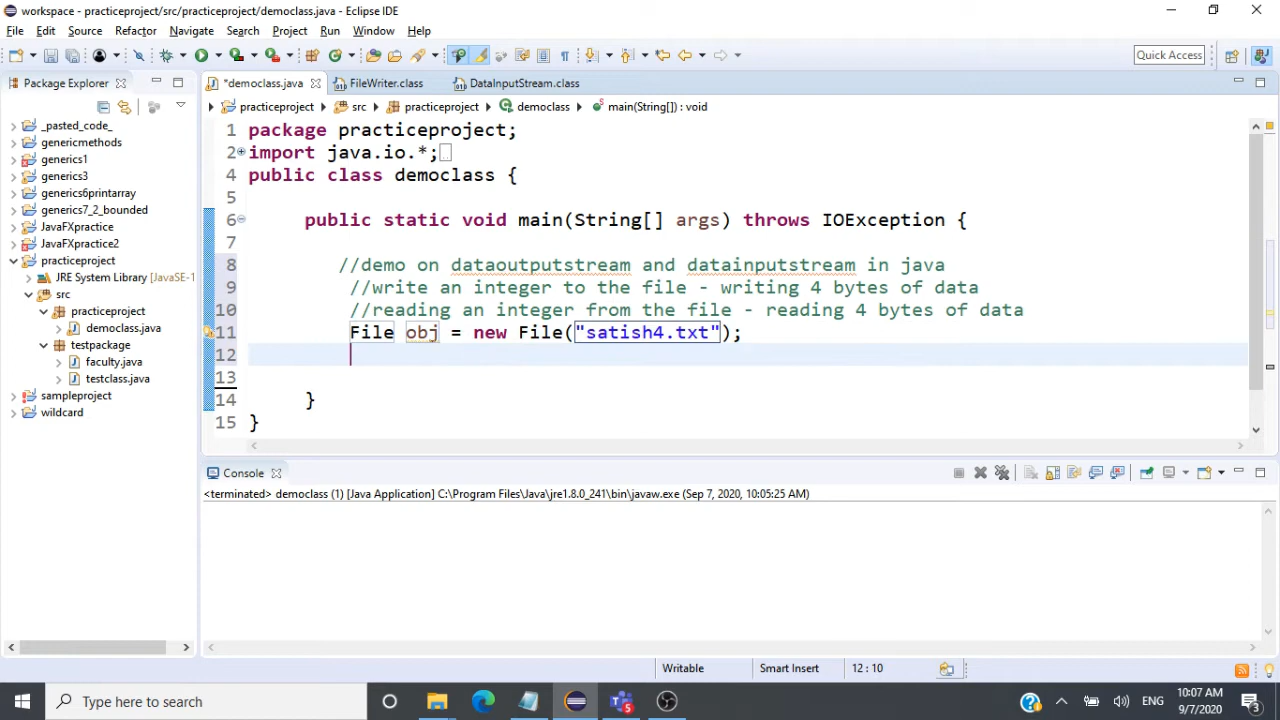 workspace - practiceproject/src/practiceproject/democlass.java - Eclipse IDE
File Edit Source Refactor Navigate Search Project Run Window Help
Quick Access
Package Explorer
*democlass.java FileWriter.class DataInputStream.class
practiceproject src practiceproject democlass main(String[]) : void
_pasted_code_
genericmethods
generics1
generics3
generics6printarray
generics7_2_bounded
JavaFXpractice
JavaFXpractice2
practiceproject
JRE System Library [JavaSE-1
src
practiceproject
democlass.java
testpackage
faculty.java
testclass.java
sampleproject
wildcard
1 package practiceproject;
2 import java.io.*;
4 public class democlass {
5
6 public static void main(String[] args) throws IOException {
7
8 //demo on dataoutputstream and datainputstream in java
9 //write an integer to the file - writing 4 bytes of data
10 //reading an integer from the file - reading 4 bytes of data
11 File obj = new File("satish4.txt");
12
13
14 }
15 }
Console
<terminated> democlass (1) [Java Application] C:\Program Files\Java\jre1.8.0_241\bin\javaw.exe (Sep 7, 2020, 10:05:25 AM)
Writable Smart Insert 12 : 10
Type here to search
ENG
10:07 AM
9/7/2020
3